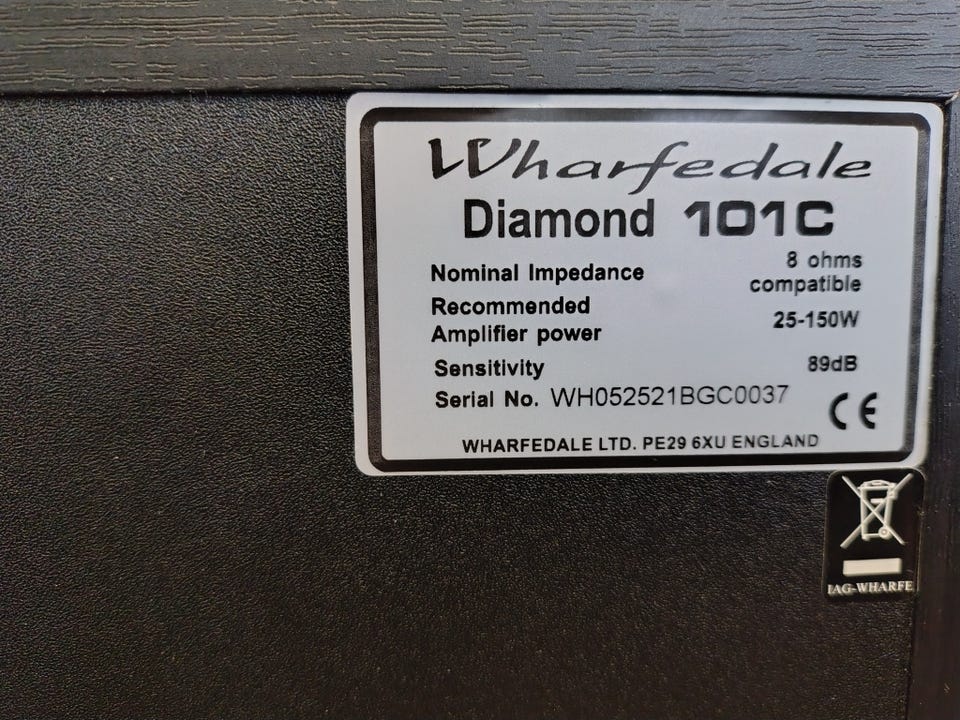 Wharfedale
Diamond 101C
Nominal Impedance 8 ohms compatible
Recommended Amplifier power 25-150W
Sensitivity 89dB
Serial No. WH052521BGC0037
CE
WHARFEDALE LTD. PE29 6XU ENGLAND
IAG-WHARFE